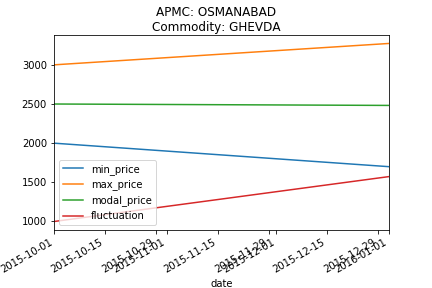 APMC: OSMANABAD
Commodity: GHEVDA
3000
2500
2000
1500
1000
min_price
max_price
modal_price
fluctuation
2015-10-01
2015-10-15
2015-10-29
2015-11-01
2015-11-15
2015-11-29
2015-12-01
2015-12-15
2015-12-29
2016-01-01
date